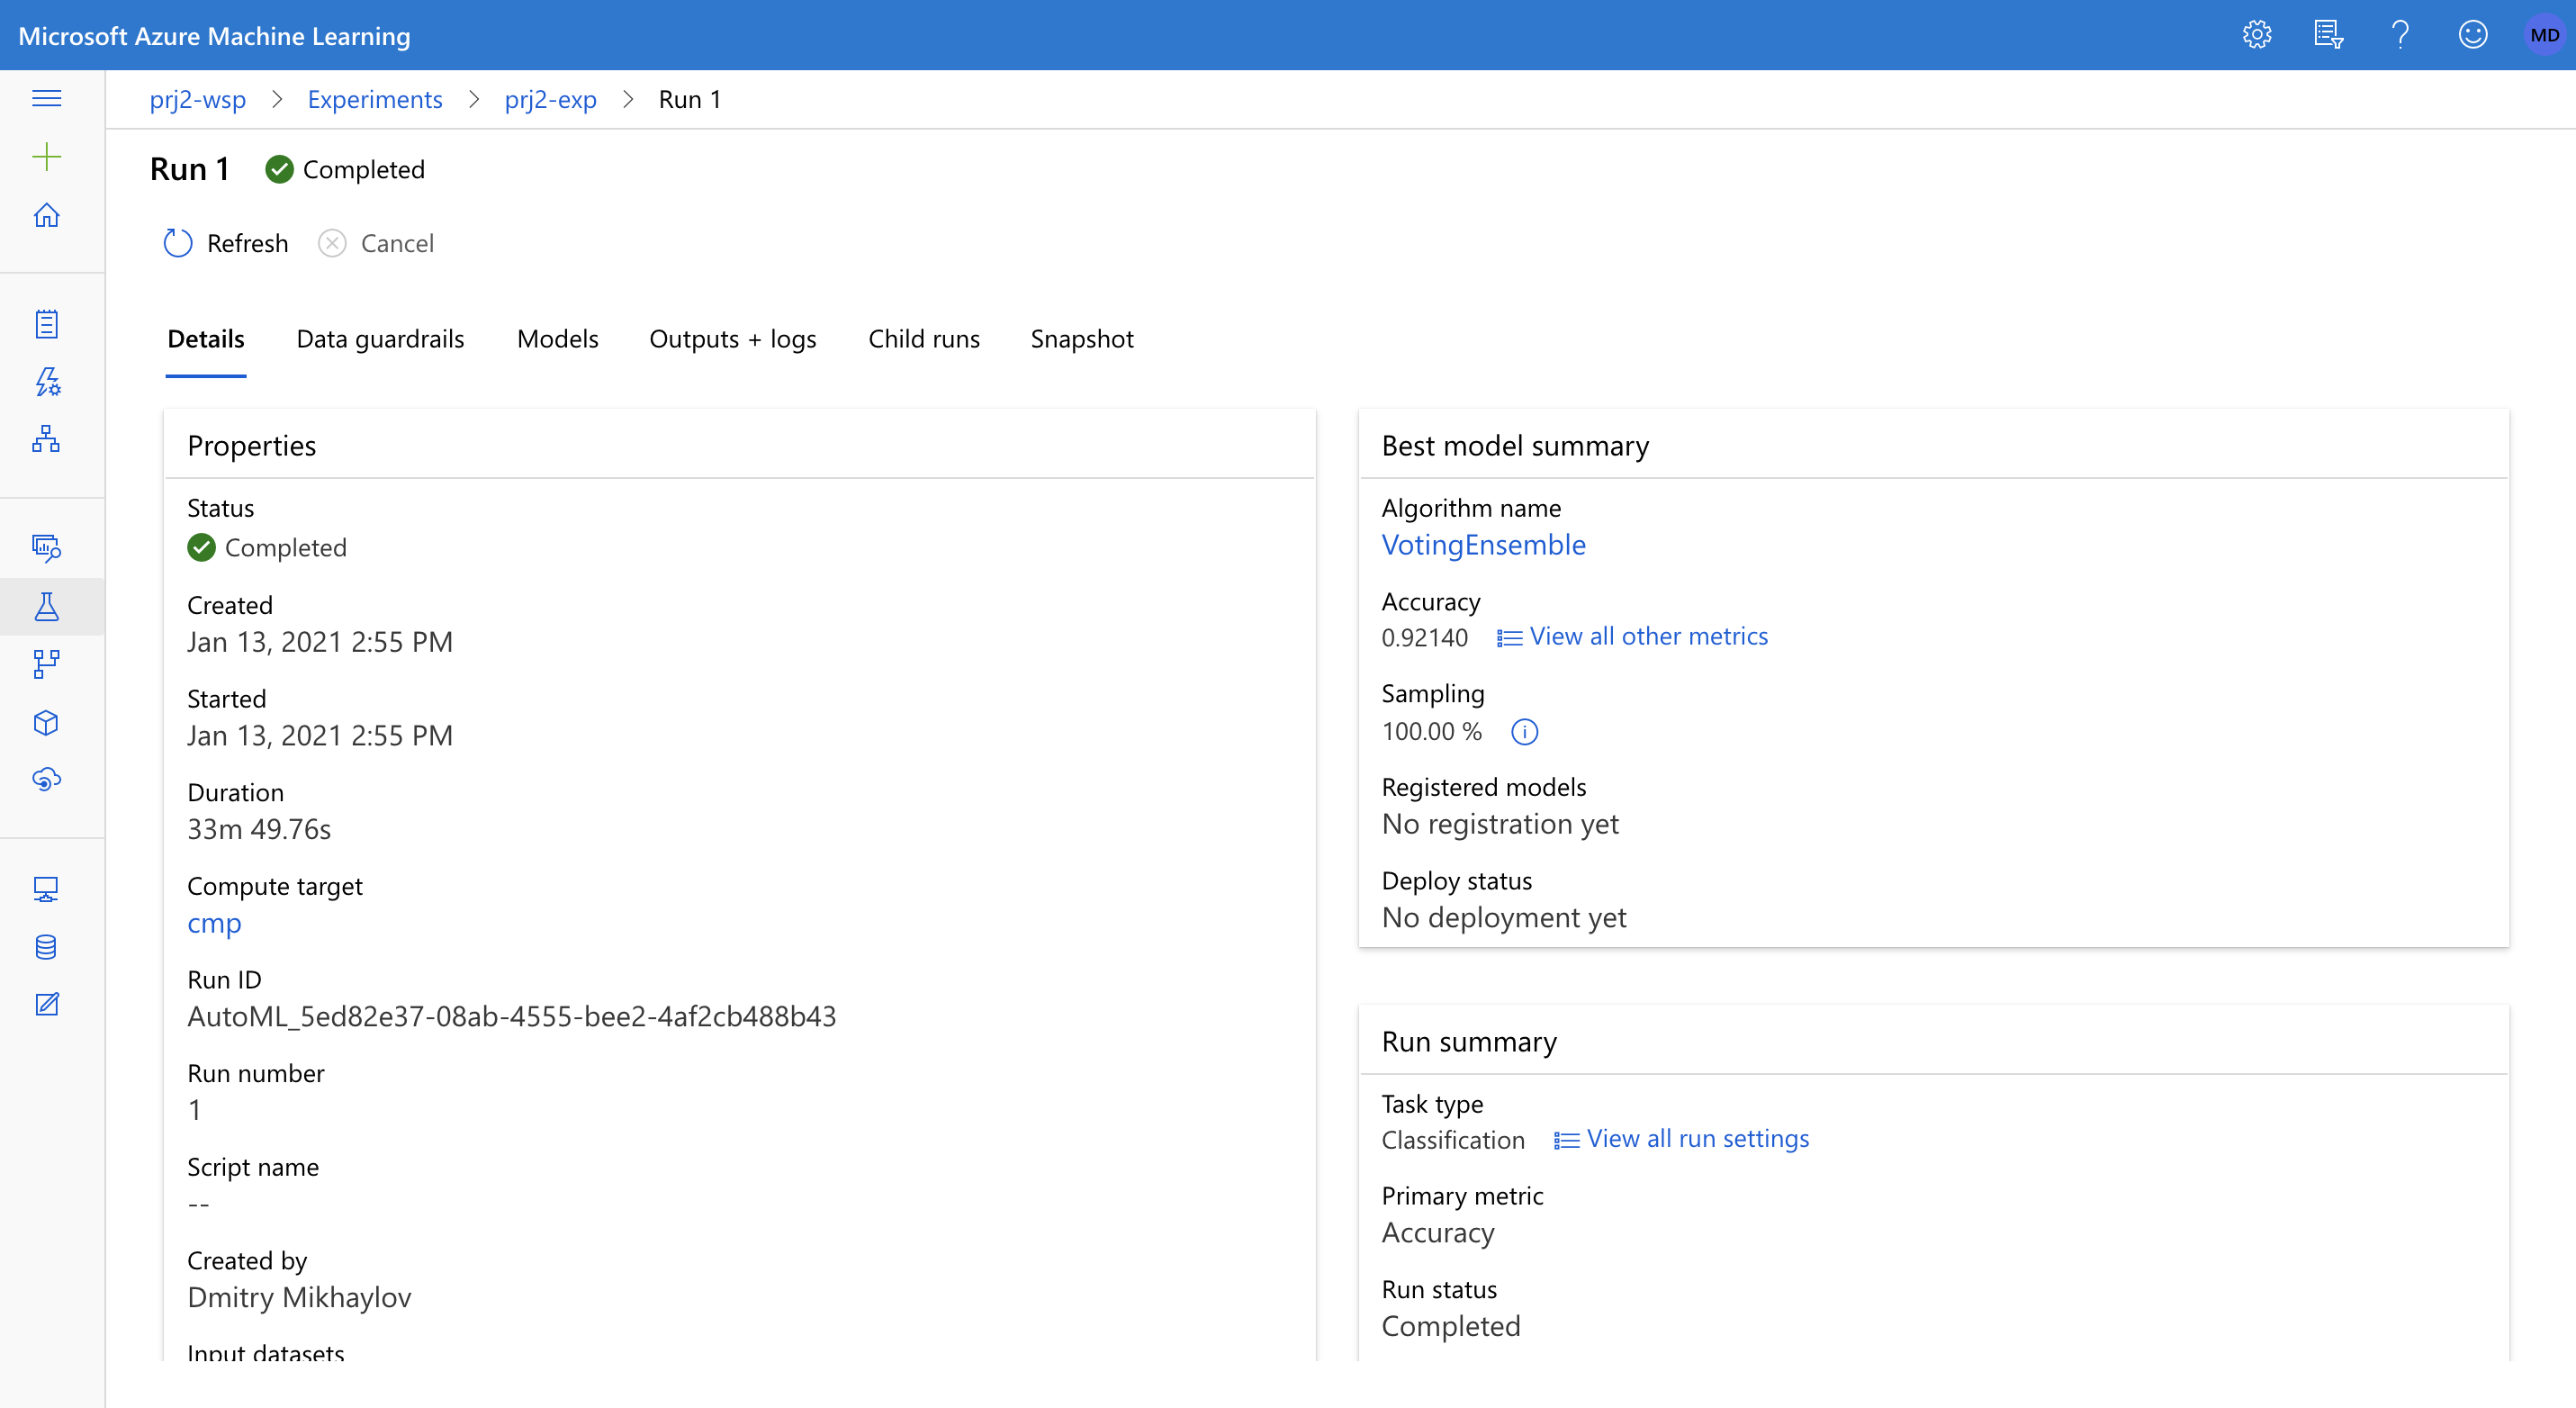 Microsoft Azure Machine Learning
MD
prj2-wsp > Experiments > prj2-exp > Run 1
Run 1 Completed
Refresh Cancel
Details Data guardrails Models Outputs + logs Child runs Snapshot
Properties
Status
Completed
Created
Jan 13, 2021 2:55 PM
Started
Jan 13, 2021 2:55 PM
Duration
33m 49.76s
Compute target
cmp
Run ID
AutoML_5ed82e37-08ab-4555-bee2-4af2cb488b43
Run number
1
Script name
--
Created by
Dmitry Mikhaylov
Input datasets
Best model summary
Algorithm name
VotingEnsemble
Accuracy
0.92140 View all other metrics
Sampling
100.00 %
Registered models
No registration yet
Deploy status
No deployment yet
Run summary
Task type
Classification View all run settings
Primary metric
Accuracy
Run status
Completed